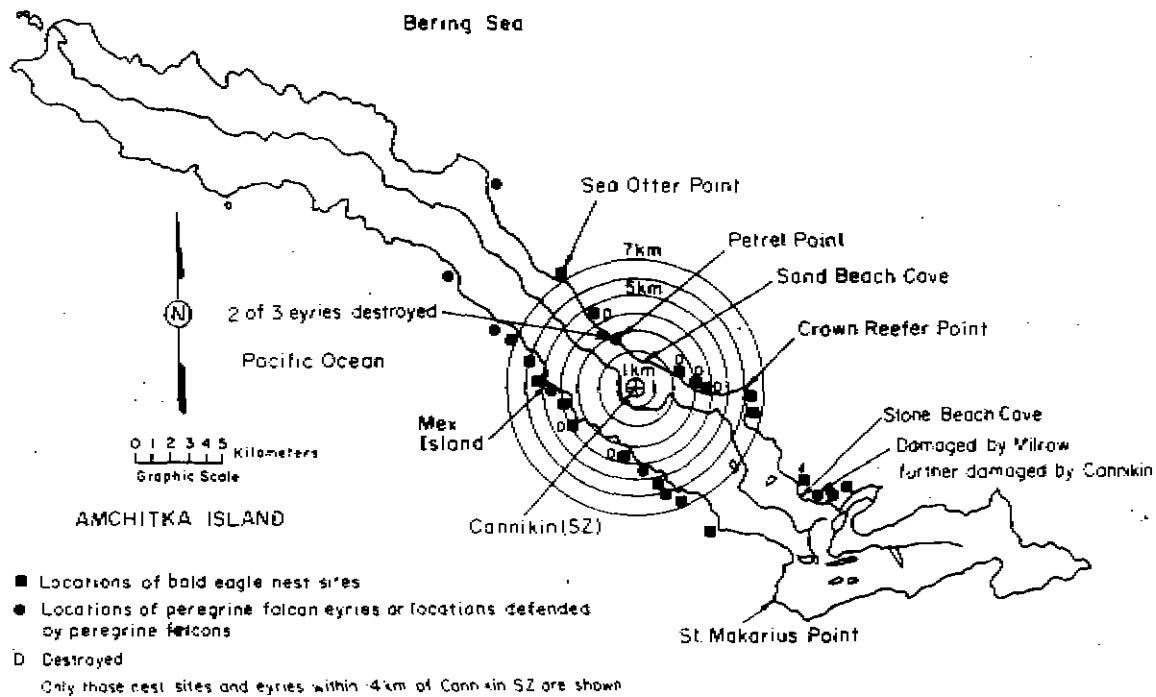 Bering Sea
Sea Otter Point
Petrel Point
7km
Sand Beach Cove
5km
2 of 3 eyries destroyed
Crown Reefer Point
N
Pacific Ocean
D
D
D
D
1km
Mex
Island
Stone Beach Cove
D
Damaged by Milrow
further damaged by Cannikin
D
0 1 2 3 4 5 Kilometers
Graphic Scale
Cannikin (SZ)
AMCHITKA ISLAND
Locations of bald eagle nest sites
Locations of peregrine falcon eyries or locations defended
by peregrine falcons
St. Makarius Point
D Destroyed
Only those nest sites and eyries within 4km of Cannikin SZ are shown